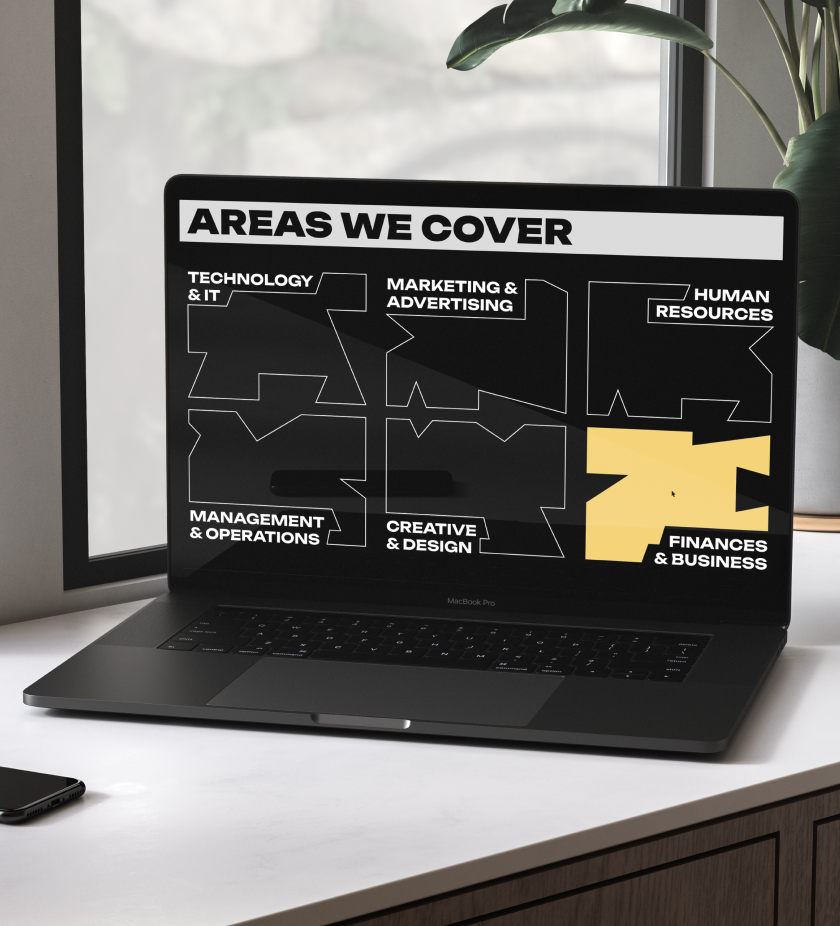 AREAS WE COVER
TECHNOLOGY
& IT
MARKETING &
ADVERTISING
HUMAN
RESOURCES
MANAGEMENT
& OPERATIONS
CREATIVE
& DESIGN
FINANCES
& BUSINESS
MacBook Pro